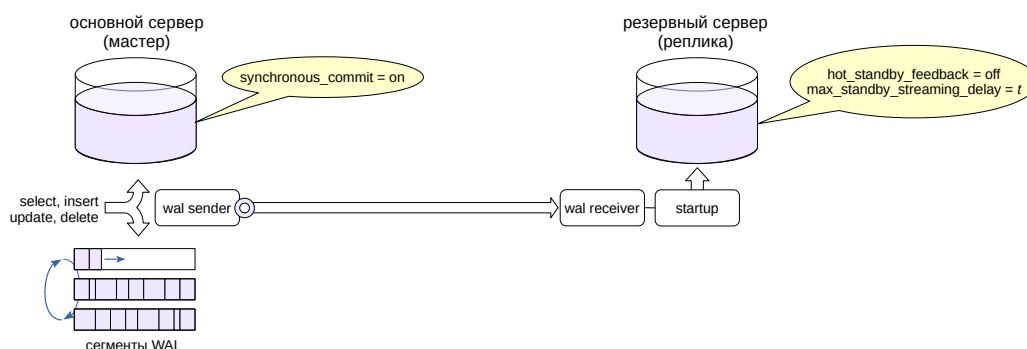 основной сервер
(мастер)
резервный сервер
(реплика)
synchronous_commit = on
hot_standby_feedback = off
max_standby_streaming_delay = t
select, insert
update, delete
wal sender
wal receiver
startup
сегменты WAL